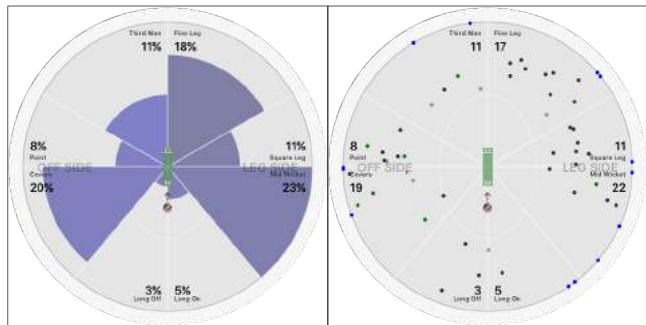 Third Man Fine Leg
11% 18%
8%
Point
OFF SIDE
Covers
20%
11%
Square Leg
LEG SIDE
Mid Wicket
23%
3% 5%
Long Off Long On
Third Man Fine Leg
11 17
8
Point
OFF SIDE
Covers
19
11
Square Leg
LEG SIDE
Mid Wicket
22
3 5
Long Off Long On